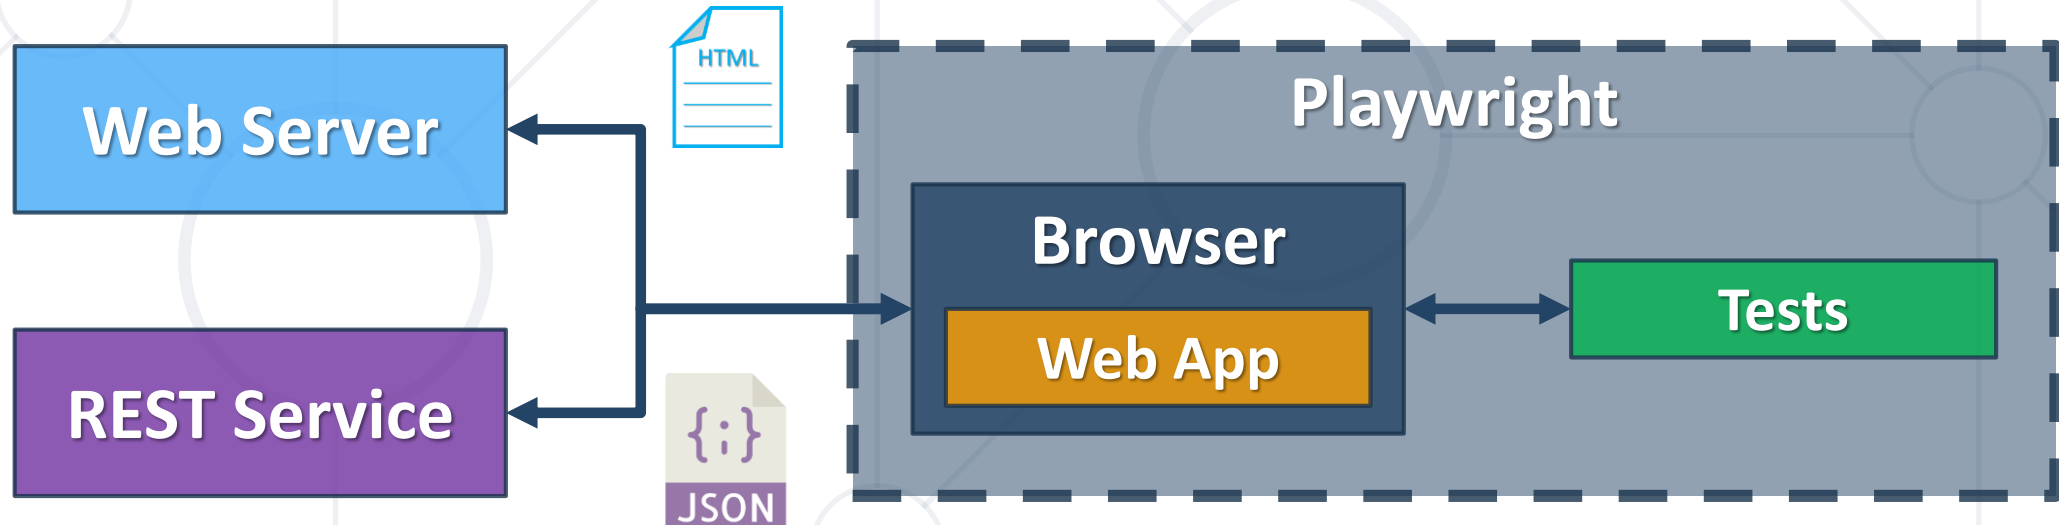 Web Server
HTML
Playwright
Browser
Web App
Tests
REST Service
{;}
JSON